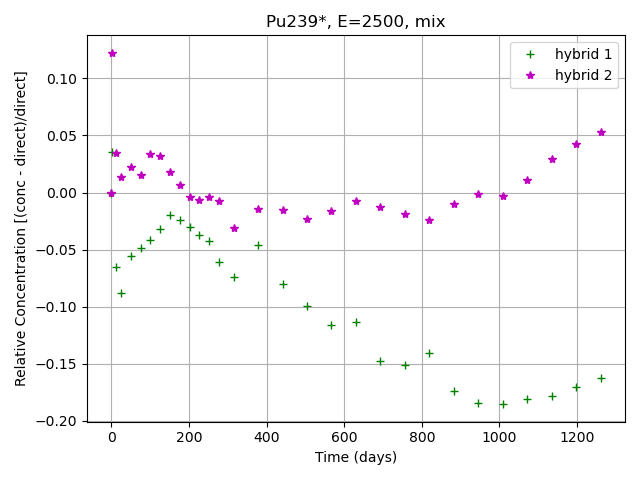 Pu239*, E=2500, mix
hybrid 1
hybrid 2
Relative Concentration [(conc - direct)/direct]
0.10
0.05
0.00
−0.05
−0.10
−0.15
−0.20
0 200 400 600 800 1000 1200
Time (days)